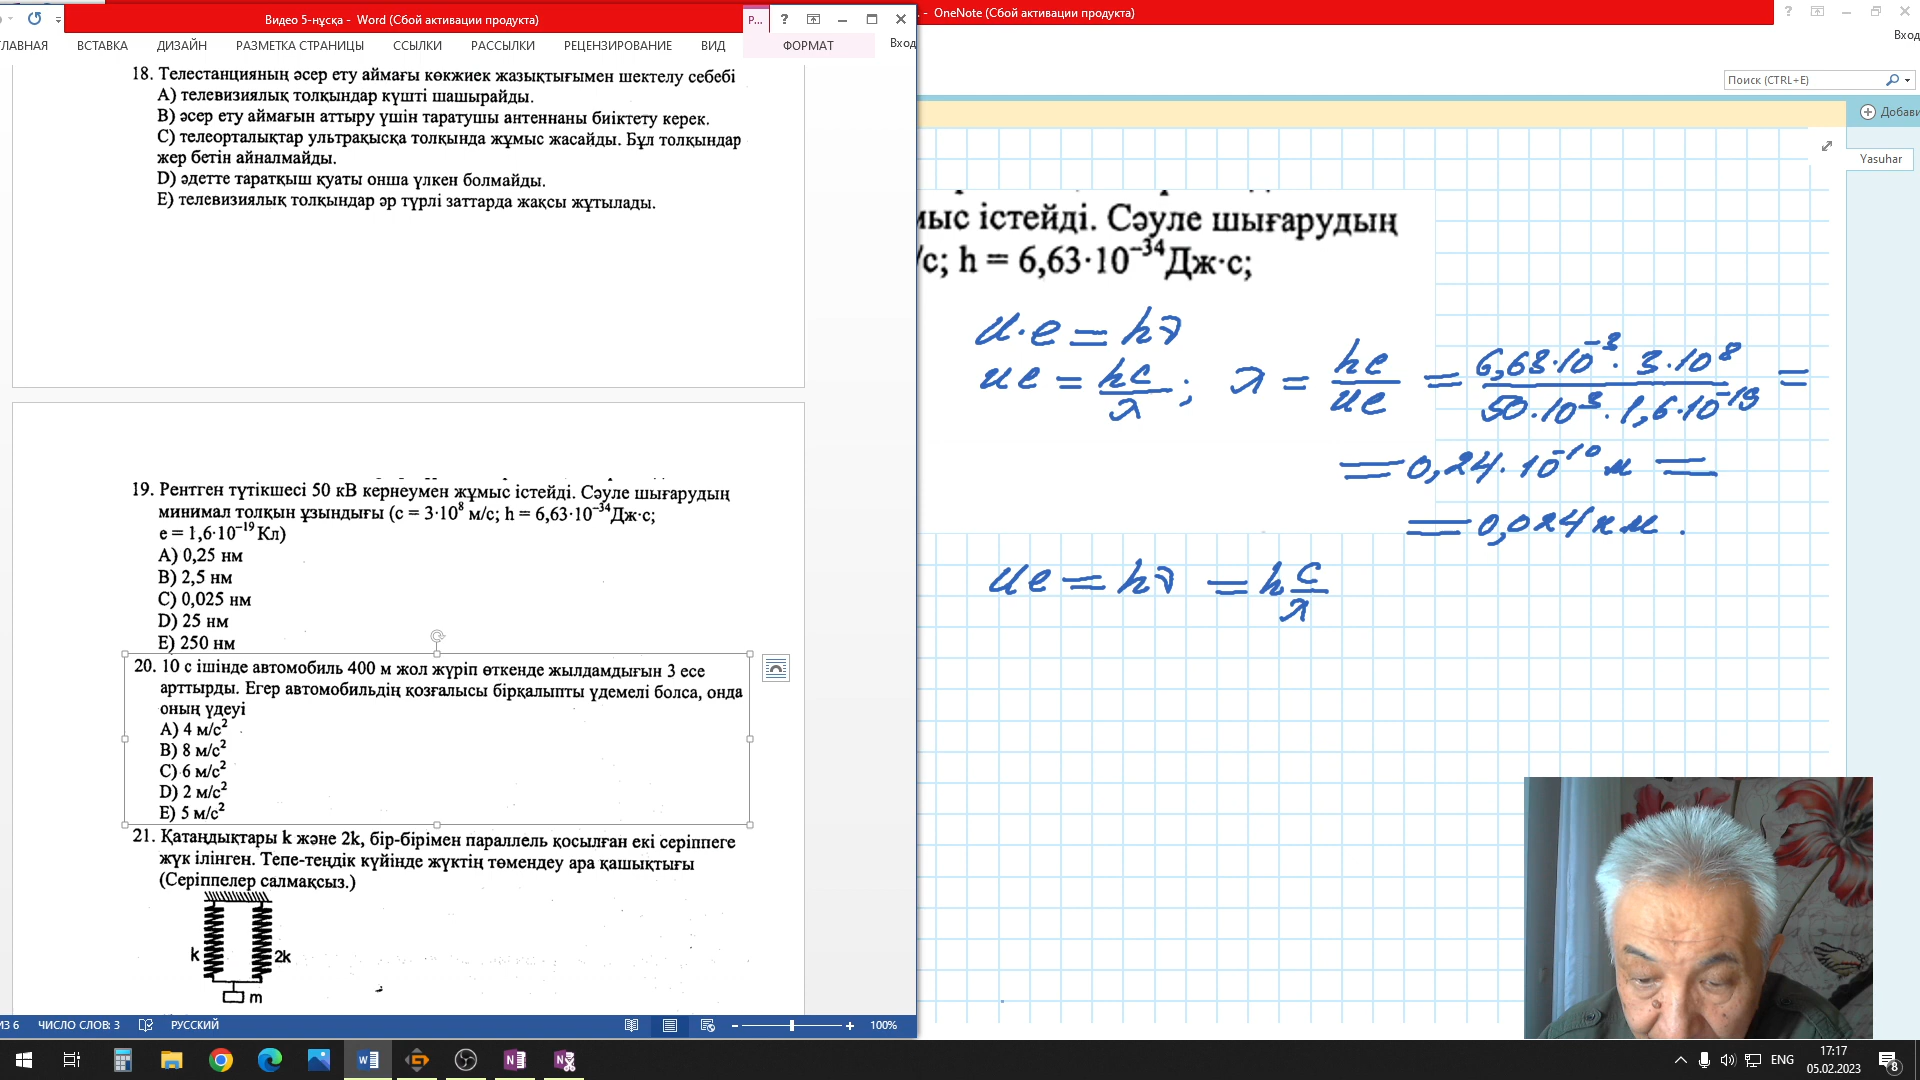 Видео 5-нұсқа - Word (Сбой активации продукта)
Р...
- OneNote (Сбой активации продукта)
ЛАВНАЯ ВСТАВКА ДИЗАЙН РАЗМЕТКА СТРАНИЦЫ ССЫЛКИ РАССЫЛКИ РЕЦЕНЗИРОВАНИЕ ВИД ФОРМАТ Вход
Вход
Поиск (CTRL+E)
Добави
Yasuhar
18. Телестанцияның әсер ету аймағы көкжиек жазықтығымен шектелу себебі
A) телевизиялық толқындар күшті шашырайды.
B) әсер ету аймағын аттыру үшін таратушы антеннаны биіктету керек.
C) телеорталықтар ультрақысқа толқында жұмыс жасайды. Бұл толқындар
жер бетін айналмайды.
D) әдетте таратқыш қуаты онша үлкен болмайды.
E) телевизиялық толқындар әр түрлі заттарда жақсы жұтылады.
19. Рентген түтікшесі 50 кВ кернеумен жұмыс істейді. Сәуле шығарудың
минимал толқын ұзындығы (c = 3·10⁸ м/с; h = 6,63·10⁻³⁴Дж·с;
e = 1,6·10⁻¹⁹ Кл)
A) 0,25 нм
B) 2,5 нм
C) 0,025 нм
D) 25 нм
E) 250 нм
20. 10 с ішінде автомобиль 400 м жол жүріп өткенде жылдамдығын 3 есе
арттырды. Егер автомобильдің қозғалысы бірқалыпты үдемелі болса, онда
оның үдеуі
A) 4 м/с²
B) 8 м/с²
C) 6 м/с²
D) 2 м/с²
E) 5 м/с²
21. Қатаңдықтары k және 2k, бір-бірімен параллель қосылған екі серіппеге
жүк ілінген. Тепе-теңдік күйінде жүктің төмендеу ара қашықтығы
(Серіппелер салмақсыз.)
k 2k
m
ыс істейді. Сәуле шығарудың
/с; h = 6,63·10⁻³⁴Дж·с;
u·e = hν
ue = hc/λ; λ = hc/ue = 6,63·10⁻³·3·10⁸ / 50·10³·1,6·10⁻¹⁹ =
= 0,24·10⁻¹⁰ м =
= 0,024 нм.
ue = hν = h c/λ
ИЗ 6 ЧИСЛО СЛОВ: 3 РУССКИЙ 100%
ENG
17:17
05.02.2023
8